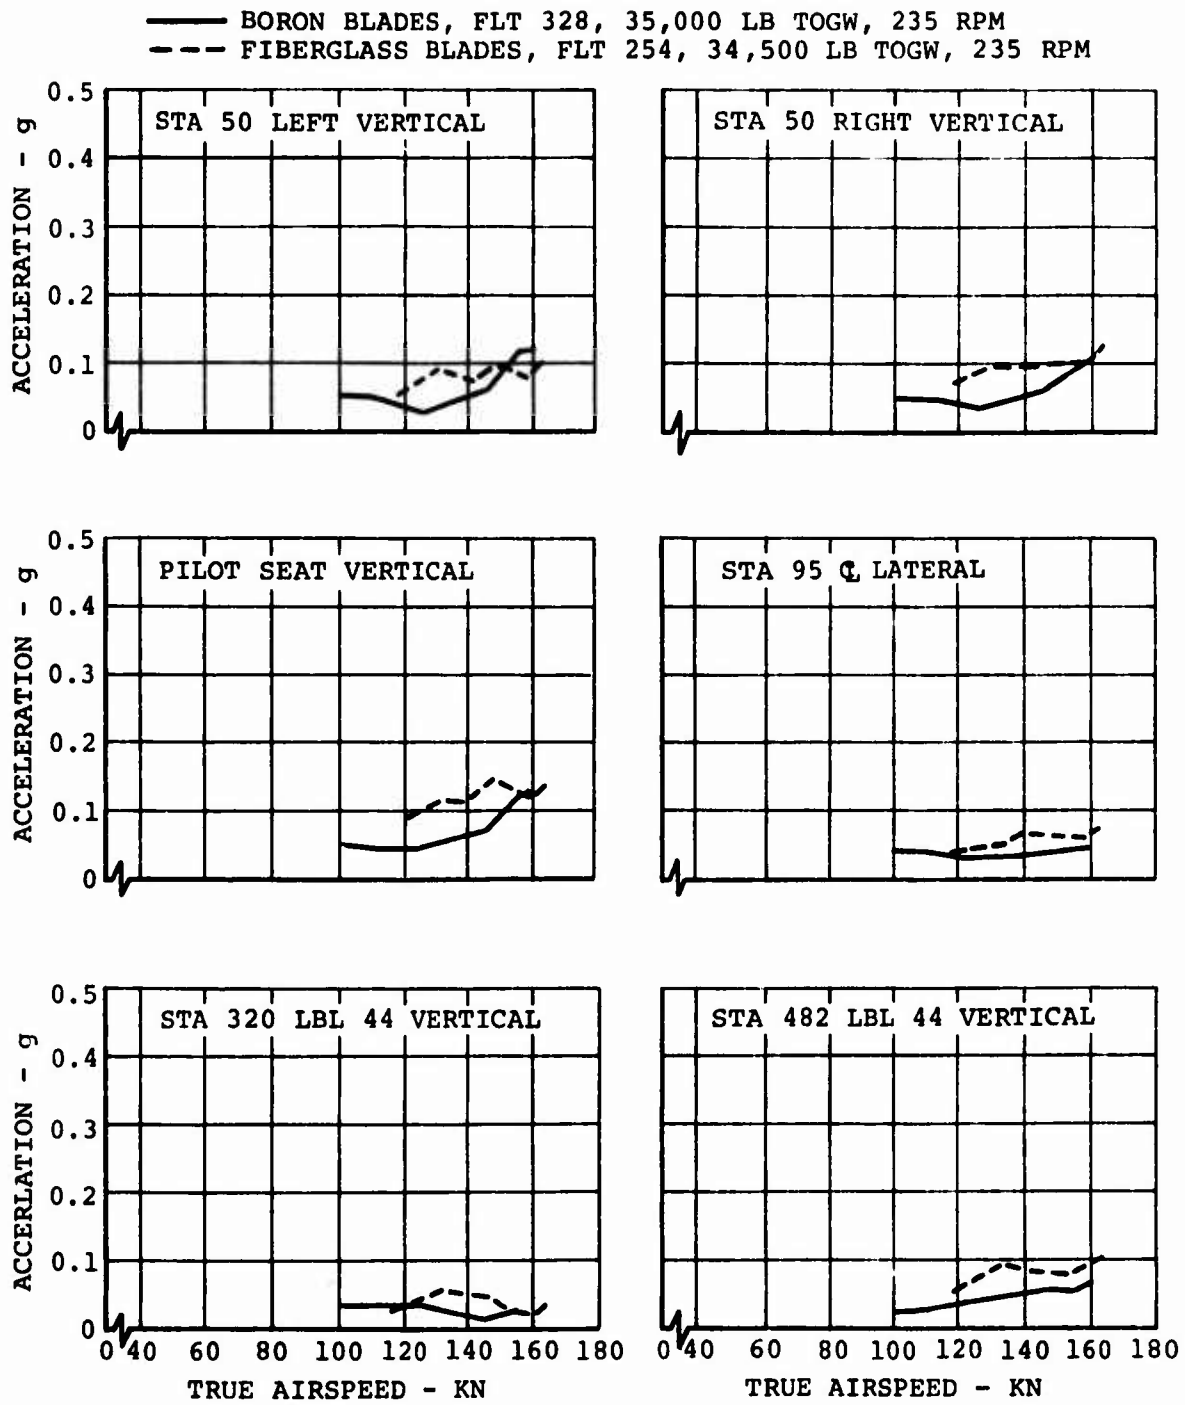 BORON BLADES, FLT 328, 35,000 LB TOGW, 235 RPM
FIBERGLASS BLADES, FLT 254, 34,500 LB TOGW, 235 RPM
ACCELERATION - g
0.5
0.4
0.3
0.2
0.1
0
STA 50 LEFT VERTICAL
STA 50 RIGHT VERTICAL
ACCELERATION - g
0.5
0.4
0.3
0.2
0.1
0
PILOT SEAT VERTICAL
STA 95 ℄ LATERAL
ACCERLATION - g
0.5
0.4
0.3
0.2
0.1
0
STA 320 LBL 44 VERTICAL
0 40 60 80 100 120 140 160 180
TRUE AIRSPEED - KN
STA 482 LBL 44 VERTICAL
0 40 60 80 100 120 140 160 180
TRUE AIRSPEED - KN